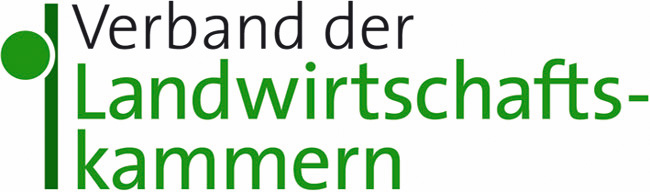 Verband der
Landwirtschafts-
kammern